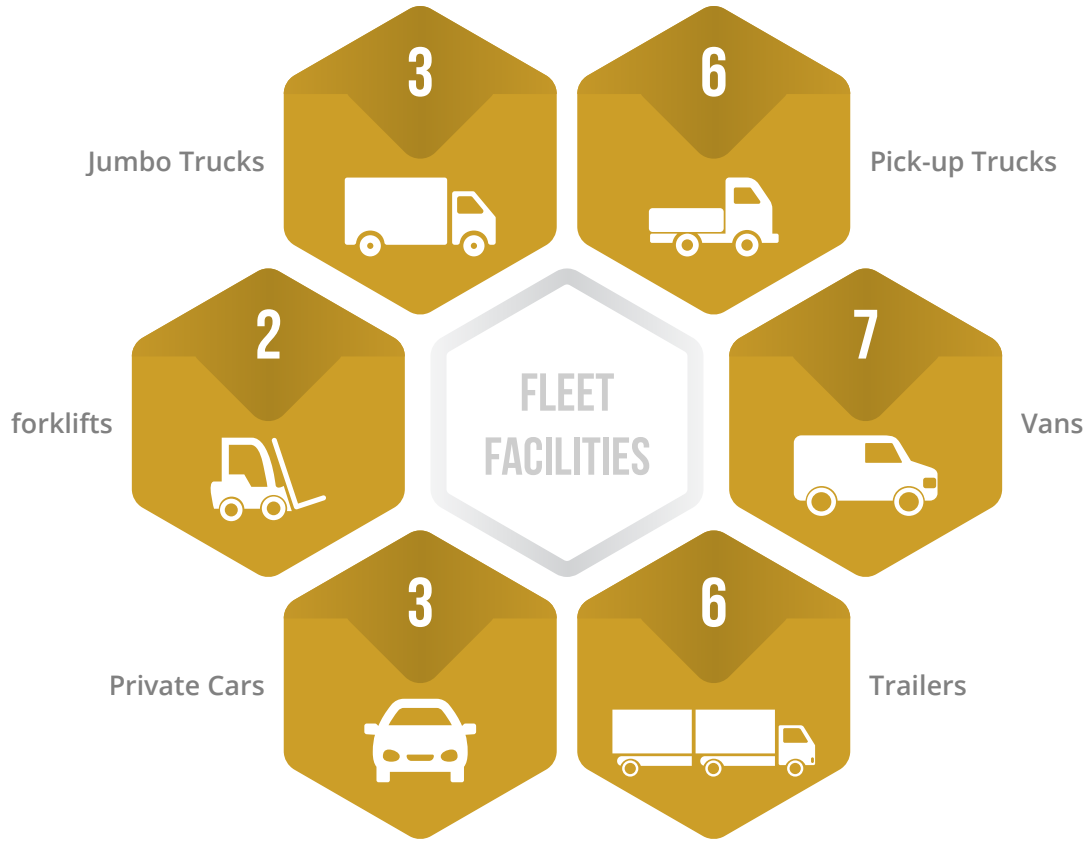 3
6
Jumbo Trucks
Pick-up Trucks
2
7
FLEET
FACILITIES
forklifts
Vans
3
6
Private Cars
Trailers